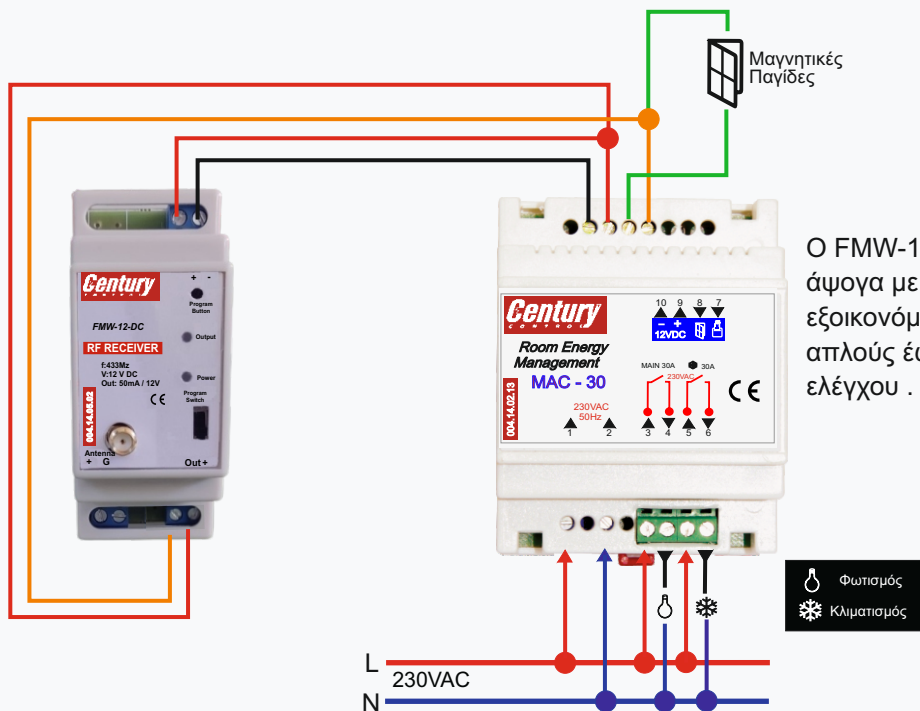 Μαγνητικές
Παγίδες
Century
CONTROL
FMW-12-DC
RF RECEIVER
f:433Mz
V:12 V DC
Out: 50mA / 12V
004.14.05.02
+ -
Program
Button
Output
Power
Program
Switch
CE
Antenna
+ G
Out+
Century
CONTROL
Room Energy
Management
MAC - 30
004.14.02.13
230VAC
50Hz
1 2
10 9 8 7
- +
12VDC
MAIN 30A
30A
230VAC
3 4 5 6
CE
Ο FMW-1
άψογα με
εξοικονόμ
απλούς έω
ελέγχου .
Φωτισμός
Κλιματισμός
L
230VAC
N